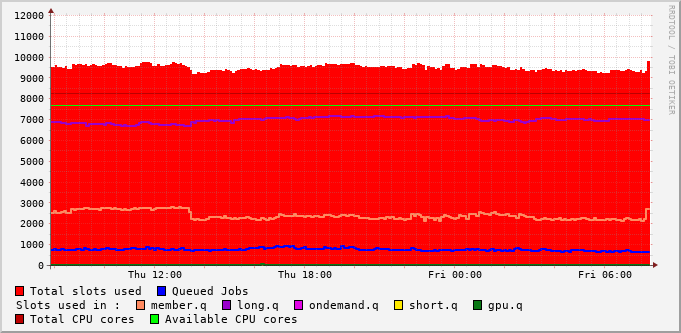 RRDTOOL / TOBI OETIKER
12000
11000
10000
9000
8000
7000
6000
5000
4000
3000
2000
1000
0
Thu 12:00 Thu 18:00 Fri 00:00 Fri 06:00
Total slots used Queued Jobs
Slots used in : member.q long.q ondemand.q short.q gpu.q
Total CPU cores Available CPU cores